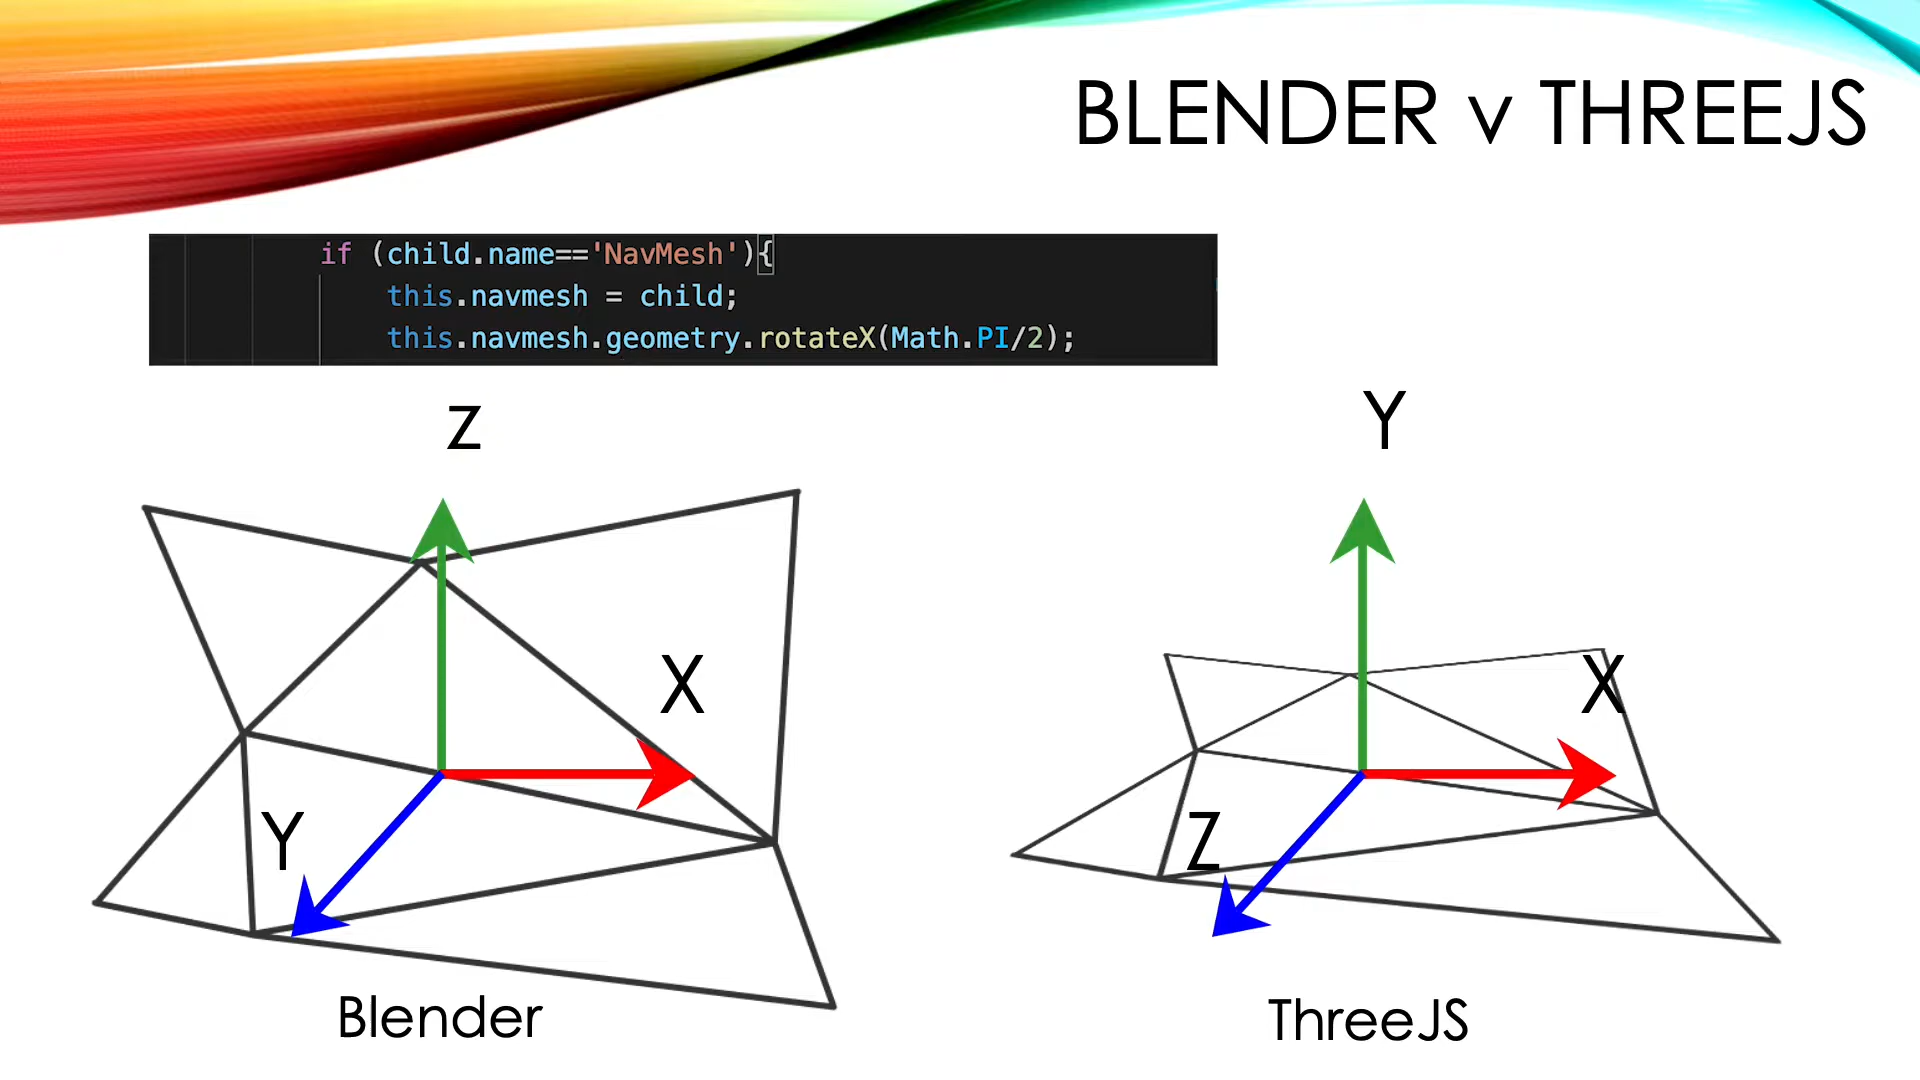 BLENDER v THREEJS
if (child.name=='NavMesh'){
this.navmesh = child;
this.navmesh.geometry.rotateX(Math.PI/2);
z
Y
X
X
Y
Z
Blender
ThreeJS